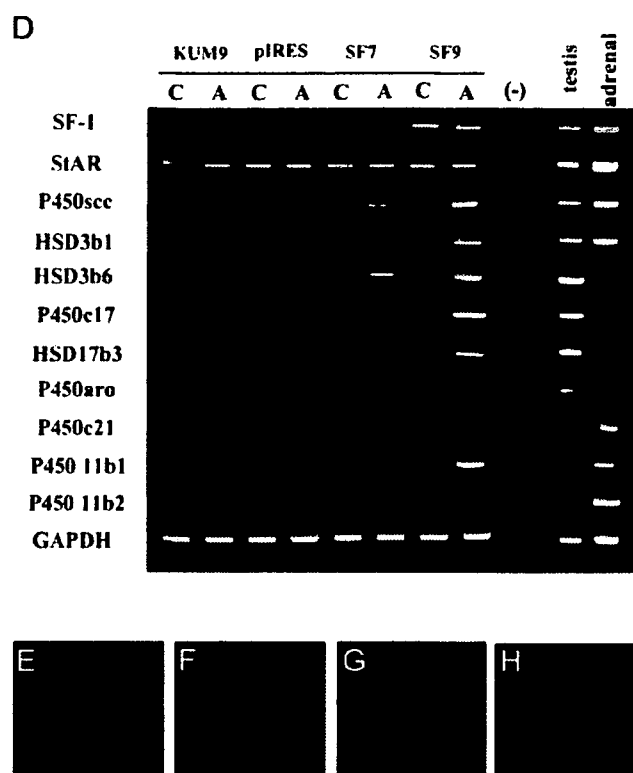 D
KUM9 pIRES SF7 SF9
C A C A C A C A (-) testis adrenal
SF-1
StAR
P450scc
HSD3b1
HSD3b6
P450c17
HSD17b3
P450aro
P450c21
P450 11b1
P450 11b2
GAPDH
E F G H